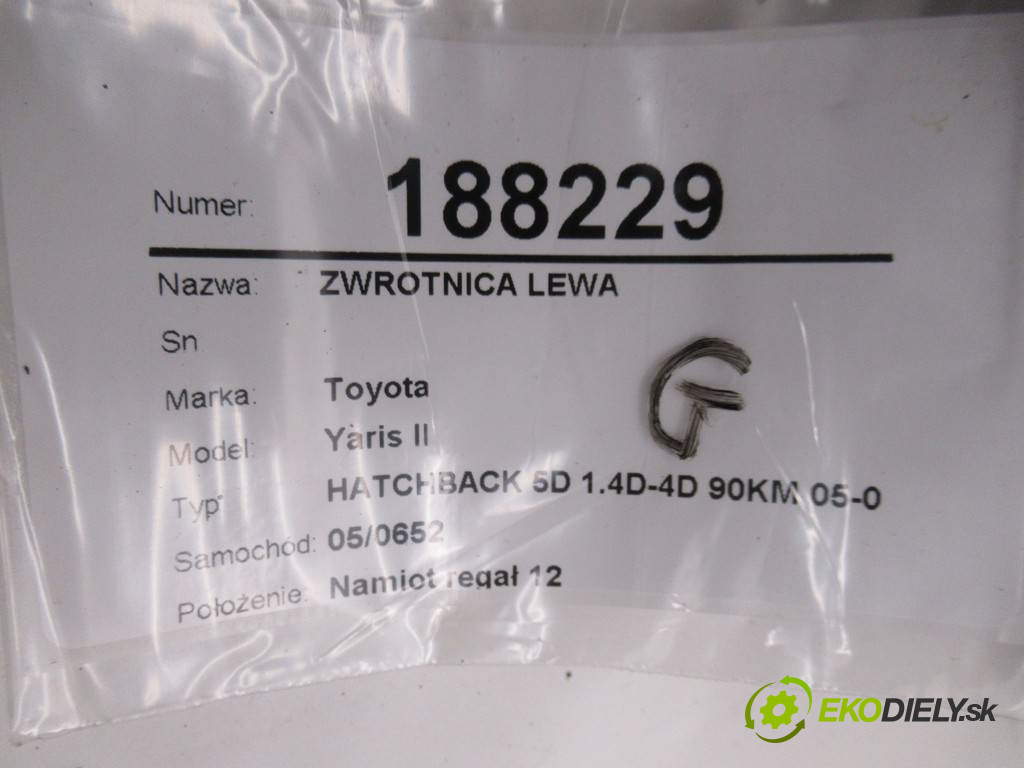 Numer: 188229
Nazwa: ZWROTNICA LEWA
Sn
Marka: Toyota
G
Model: Yaris II
Typ HATCHBACK 5D 1.4D-4D 90KM 05-0
Samochód: 05/0652
Położenie: Namiot regał 12
EKODIELY.sk